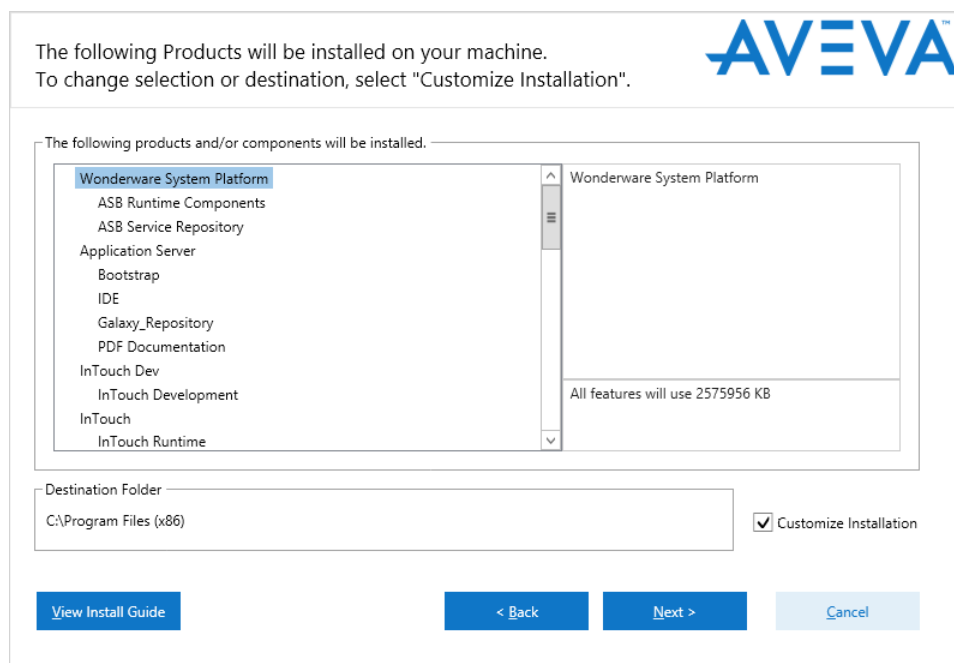 The following Products will be installed on your machine.
To change selection or destination, select "Customize Installation".
AVEVA™
The following products and/or components will be installed.
Wonderware System Platform
ASB Runtime Components
ASB Service Repository
Application Server
Bootstrap
IDE
Galaxy_Repository
PDF Documentation
InTouch Dev
InTouch Development
InTouch
InTouch Runtime
Wonderware System Platform
All features will use 2575956 KB
Destination Folder
C:\Program Files (x86)
Customize Installation
View Install Guide
< Back
Next >
Cancel